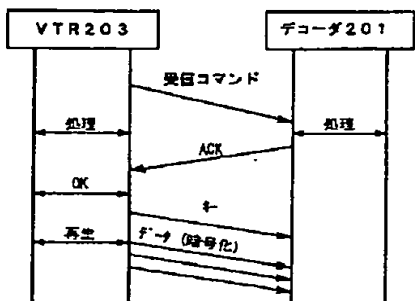 VTR203
デコーダ201
受信コマンド
処理
処理
ACK
OK
キー
再生
データ (暗号化)